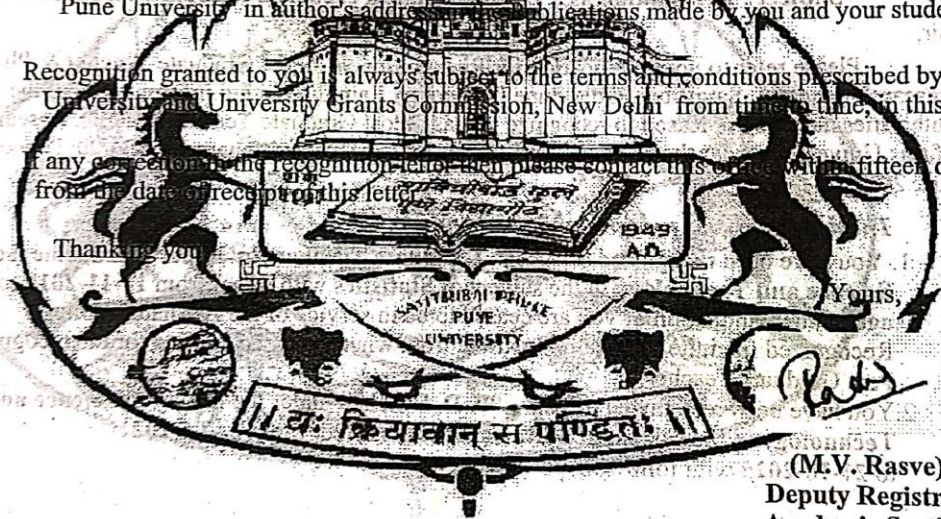 Pune University in author's address in the Publications made by you and your stude
Recognition granted to you is always subject to the terms and conditions prescribed by
University and University Grants Commission, New Delhi from time to time, in this
If any correction in the recognition letter then please contact this office within fifteen d
from the date of receipt of this letter.
सावित्रीबाई फुले
पुणे विद्यापीठ
1949
A.D.
Thanking you
SAVITRIBAI PHULE
PUNE
UNIVERSITY
Yours,
|| यः क्रियावान् स पण्डितः ||
(M.V. Rasve)
Deputy Registr